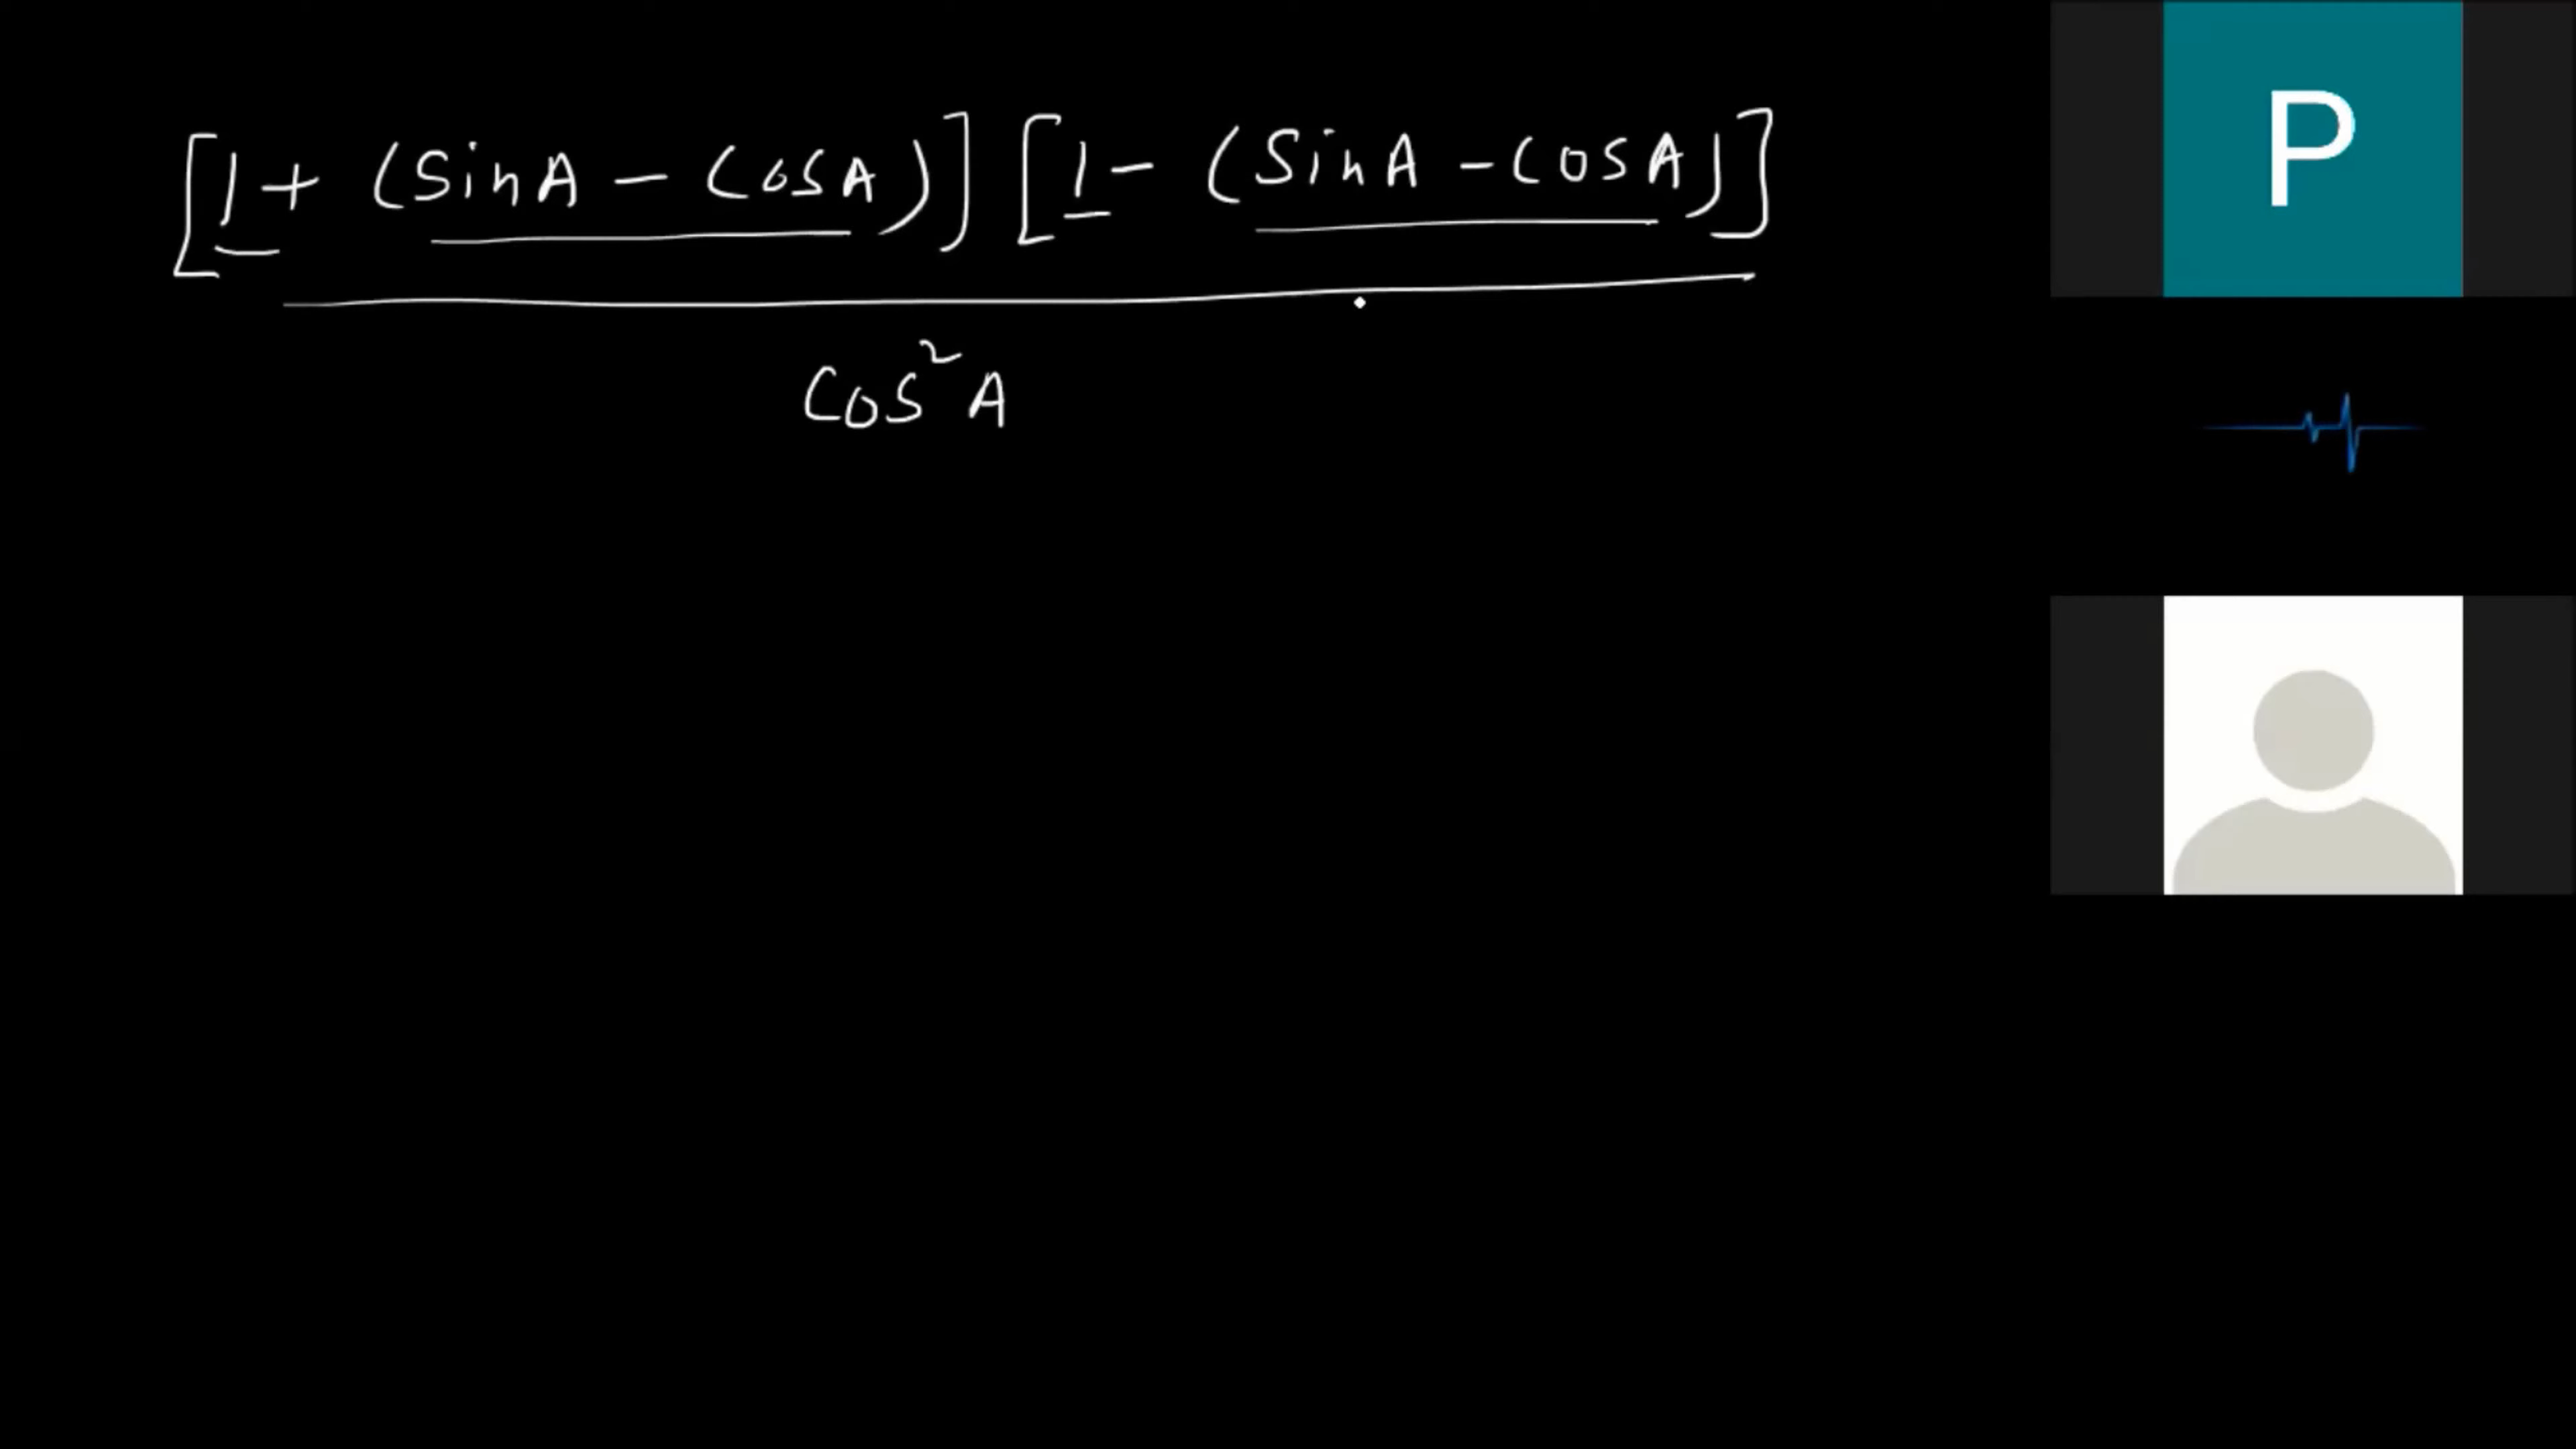 [1 + (SinA - CosA)] [1 - (SinA - CosA)]
Cos²A
P